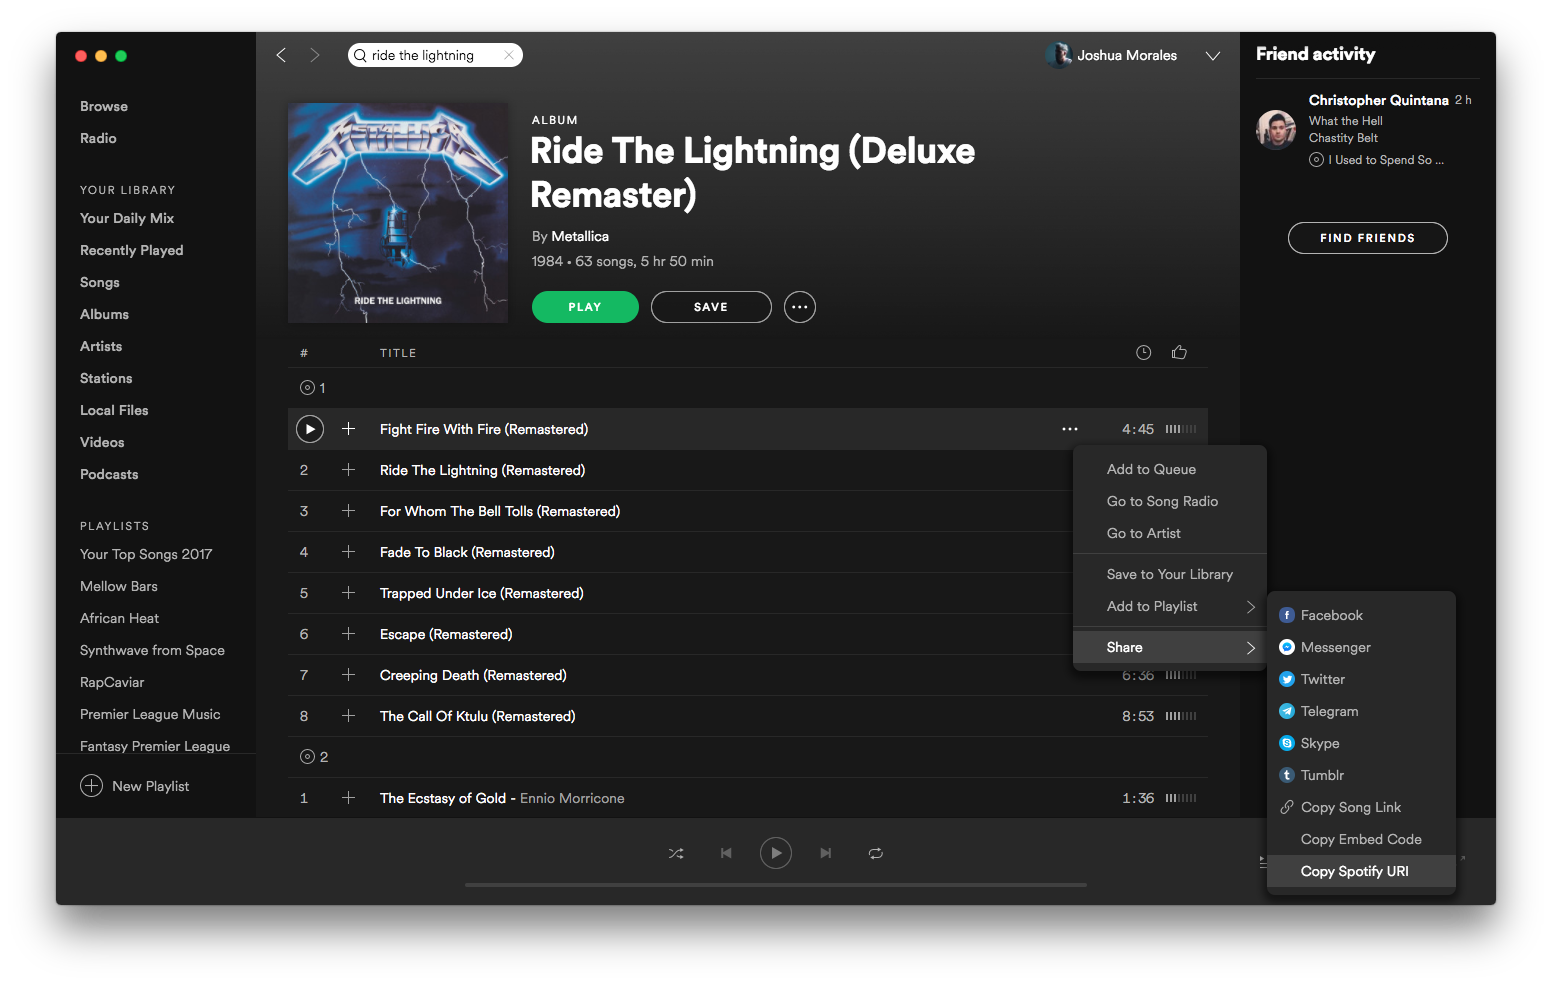 Browse
Radio
YOUR LIBRARY
Your Daily Mix
Recently Played
Songs
Albums
Artists
Stations
Local Files
Videos
Podcasts
PLAYLISTS
Your Top Songs 2017
Mellow Bars
African Heat
Synthwave from Space
RapCaviar
Premier League Music
Fantasy Premier League
New Playlist
ride the lightning
Joshua Morales
METALLICA
RIDE THE LIGHTNING
ALBUM
Ride The Lightning (Deluxe
Remaster)
By Metallica
1984 • 63 songs, 5 hr 50 min
PLAY SAVE
# TITLE
1
Fight Fire With Fire (Remastered) 4:45
2 Ride The Lightning (Remastered)
3 For Whom The Bell Tolls (Remastered)
4 Fade To Black (Remastered)
5 Trapped Under Ice (Remastered)
6 Escape (Remastered)
7 Creeping Death (Remastered) 6:36
8 The Call Of Ktulu (Remastered) 8:53
2
1 The Ecstasy of Gold - Ennio Morricone 1:36
Add to Queue
Go to Song Radio
Go to Artist
Save to Your Library
Add to Playlist
Share
Facebook
Messenger
Twitter
Telegram
Skype
Tumblr
Copy Song Link
Copy Embed Code
Copy Spotify URI
Friend activity
Christopher Quintana 2 h
What the Hell
Chastity Belt
I Used to Spend So ...
FIND FRIENDS